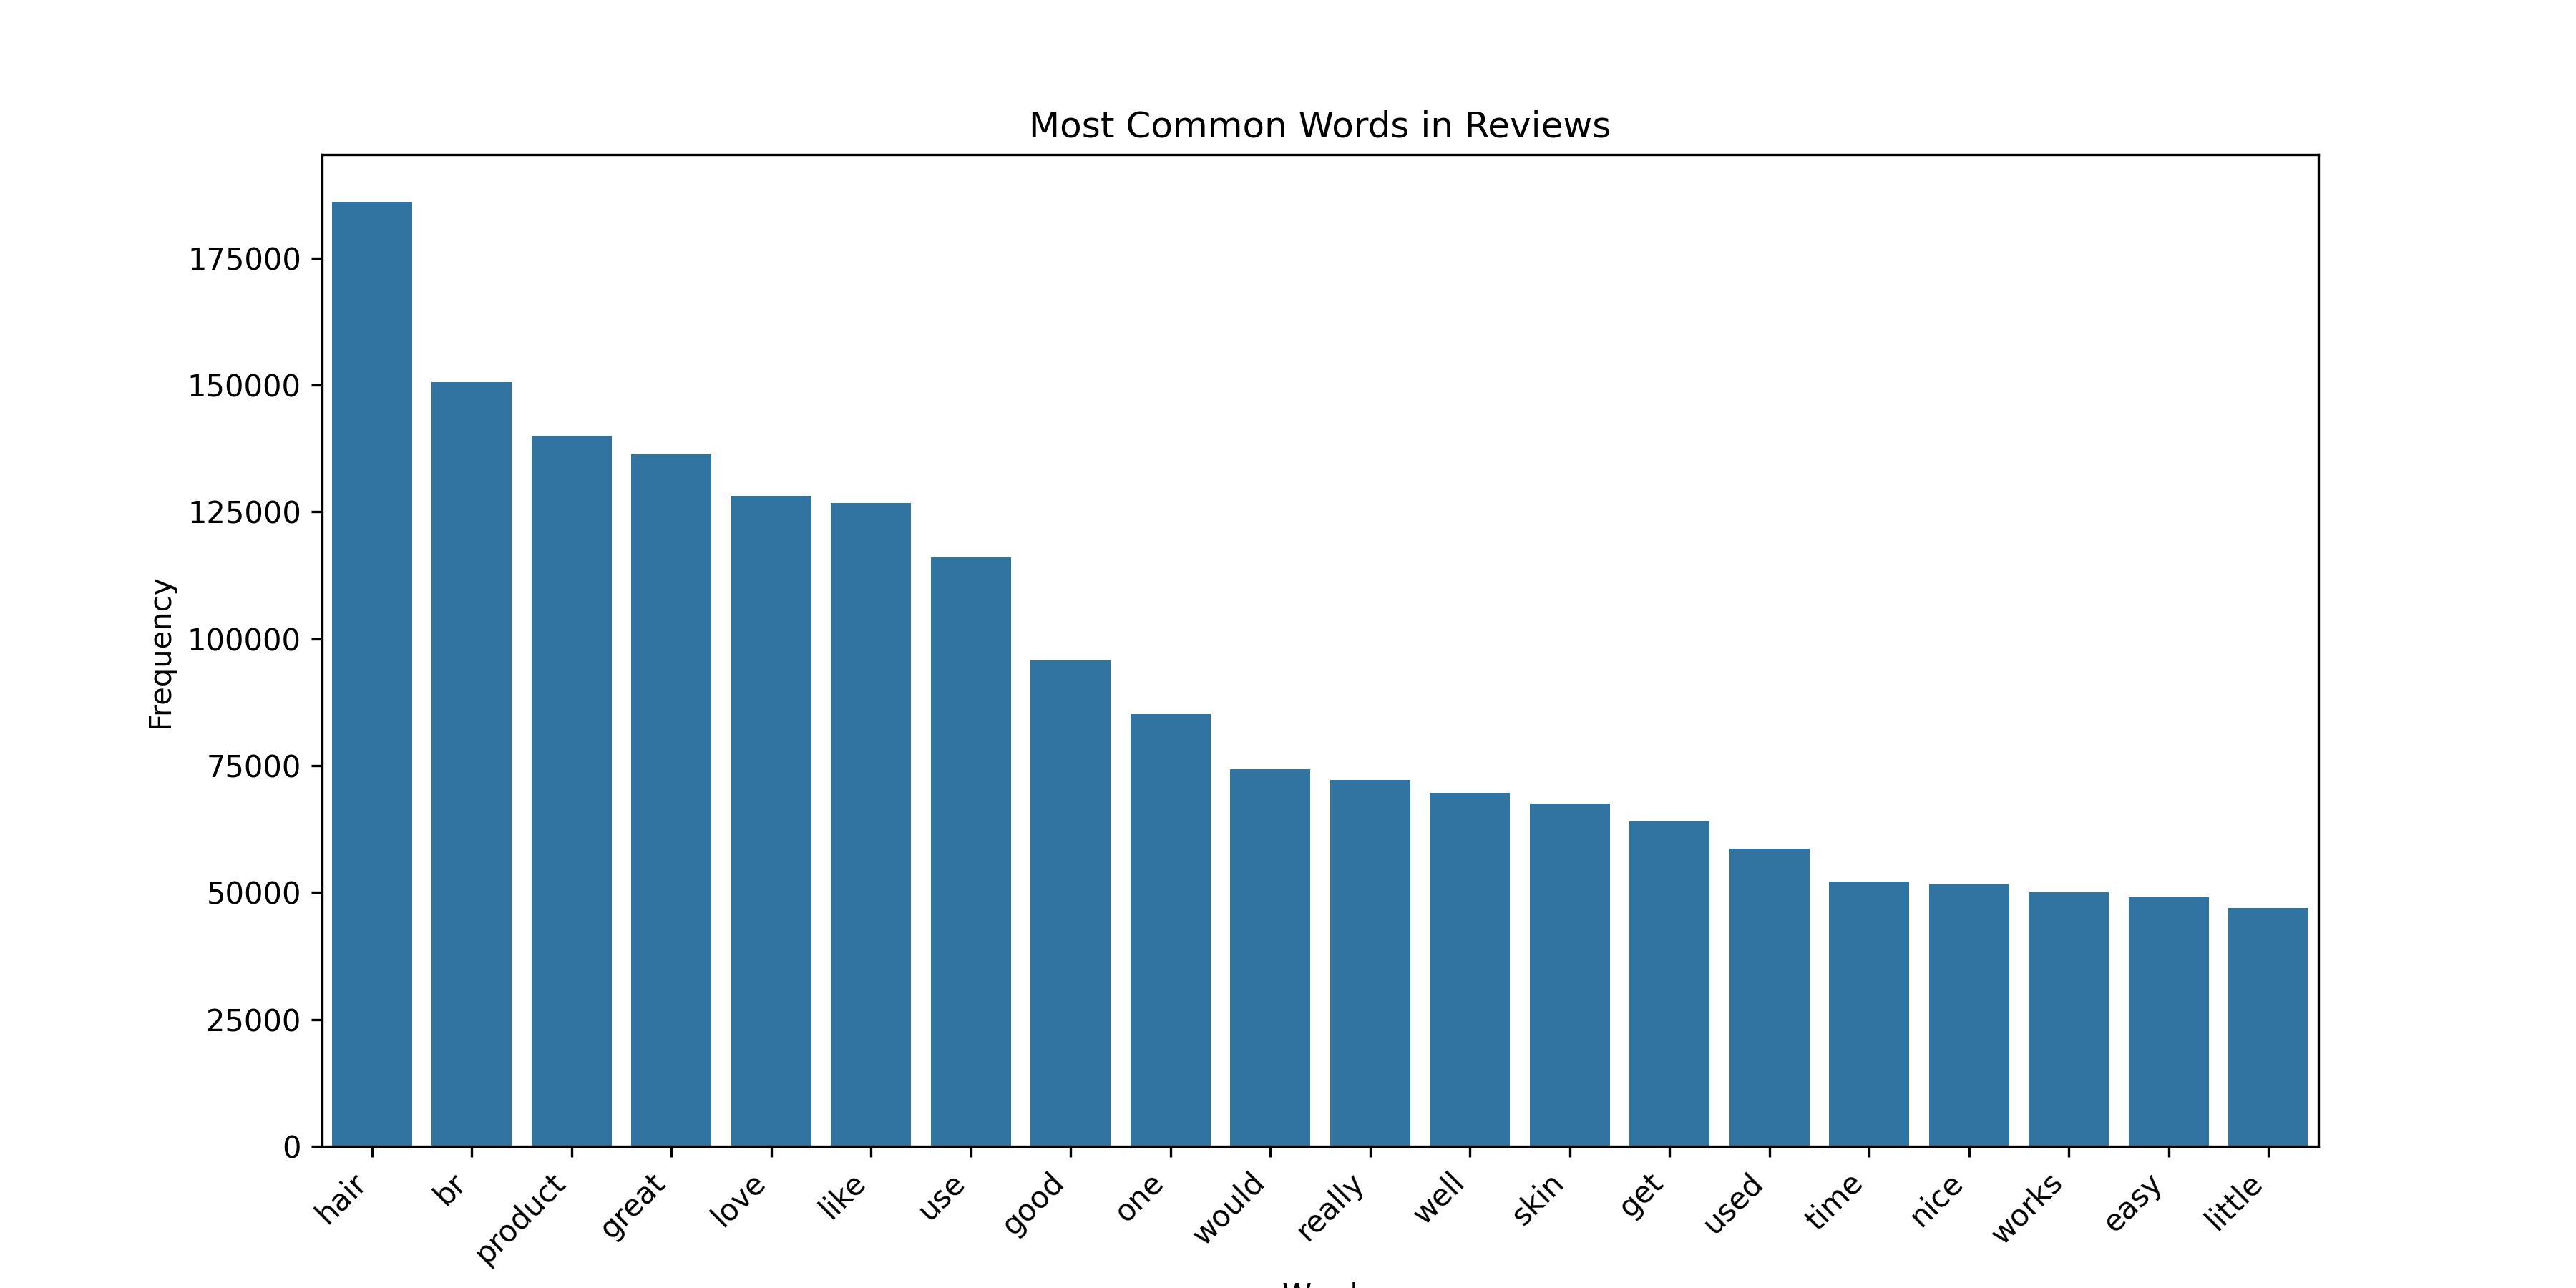 Most Common Words in Reviews
Frequency
175000
150000
125000
100000
75000
50000
25000
0
hair
br
product
great
love
like
use
good
one
would
really
well
skin
get
used
time
nice
works
easy
little